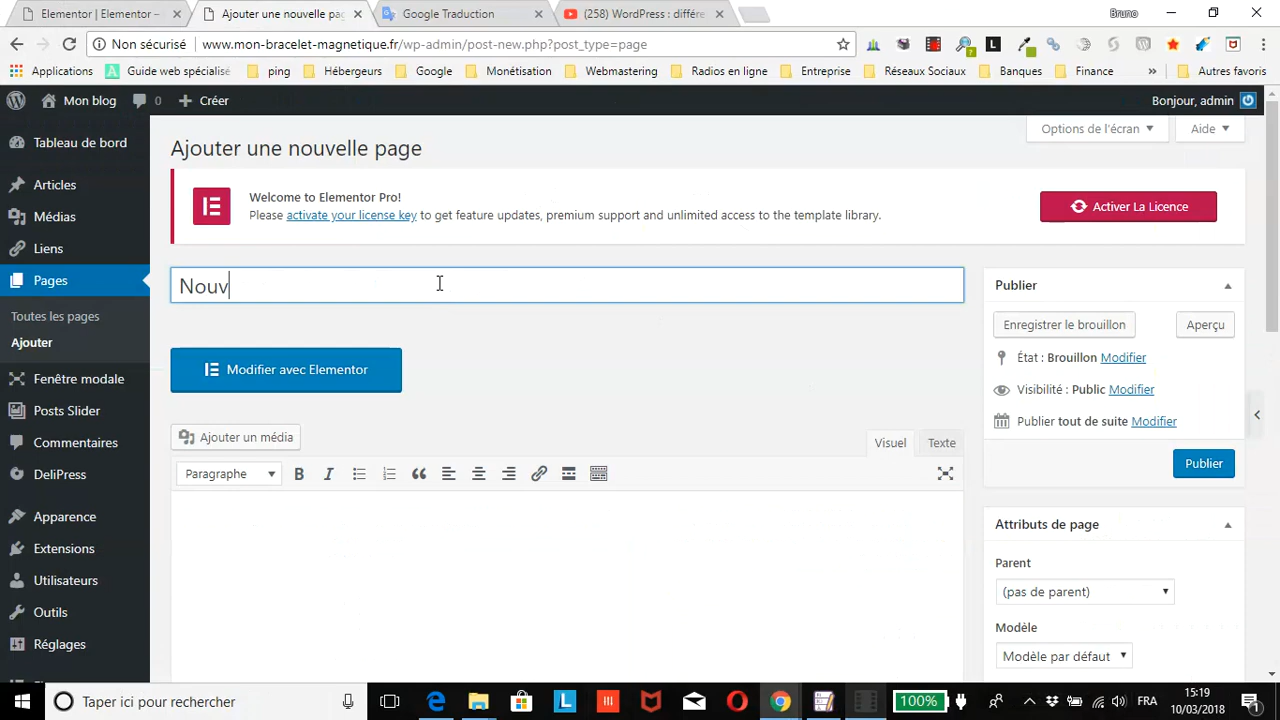 Elementor | Elementor –
Ajouter une nouvelle pag
Google Traduction
(258) WordPress : différe
Bruno
Non sécurisé
www.mon-bracelet-magnetique.fr/wp-admin/post-new.php?post_type=page
Applications
Guide web spécialisé
ping
Hébergeurs
Google
Monétisation
Webmastering
Radios en ligne
Entreprise
Réseaux Sociaux
Banques
Finance
»
Autres favoris
Mon blog
0
Créer
Bonjour, admin
Options de l'écran
Aide
Tableau de bord
Articles
Médias
Liens
Pages
Toutes les pages
Ajouter
Fenêtre modale
Posts Slider
Commentaires
DeliPress
Apparence
Extensions
Utilisateurs
Outils
Réglages
Ajouter une nouvelle page
Welcome to Elementor Pro!
Please activate your license key to get feature updates, premium support and unlimited access to the template library.
Activer La Licence
Nouv
Modifier avec Elementor
Ajouter un média
Visuel
Texte
Paragraphe
B
I
Publier
Enregistrer le brouillon
Aperçu
État : Brouillon Modifier
Visibilité : Public Modifier
Publier tout de suite Modifier
Publier
Attributs de page
Parent
(pas de parent)
Modèle
Modèle par défaut
Taper ici pour rechercher
100%
FRA
15:19
10/03/2018